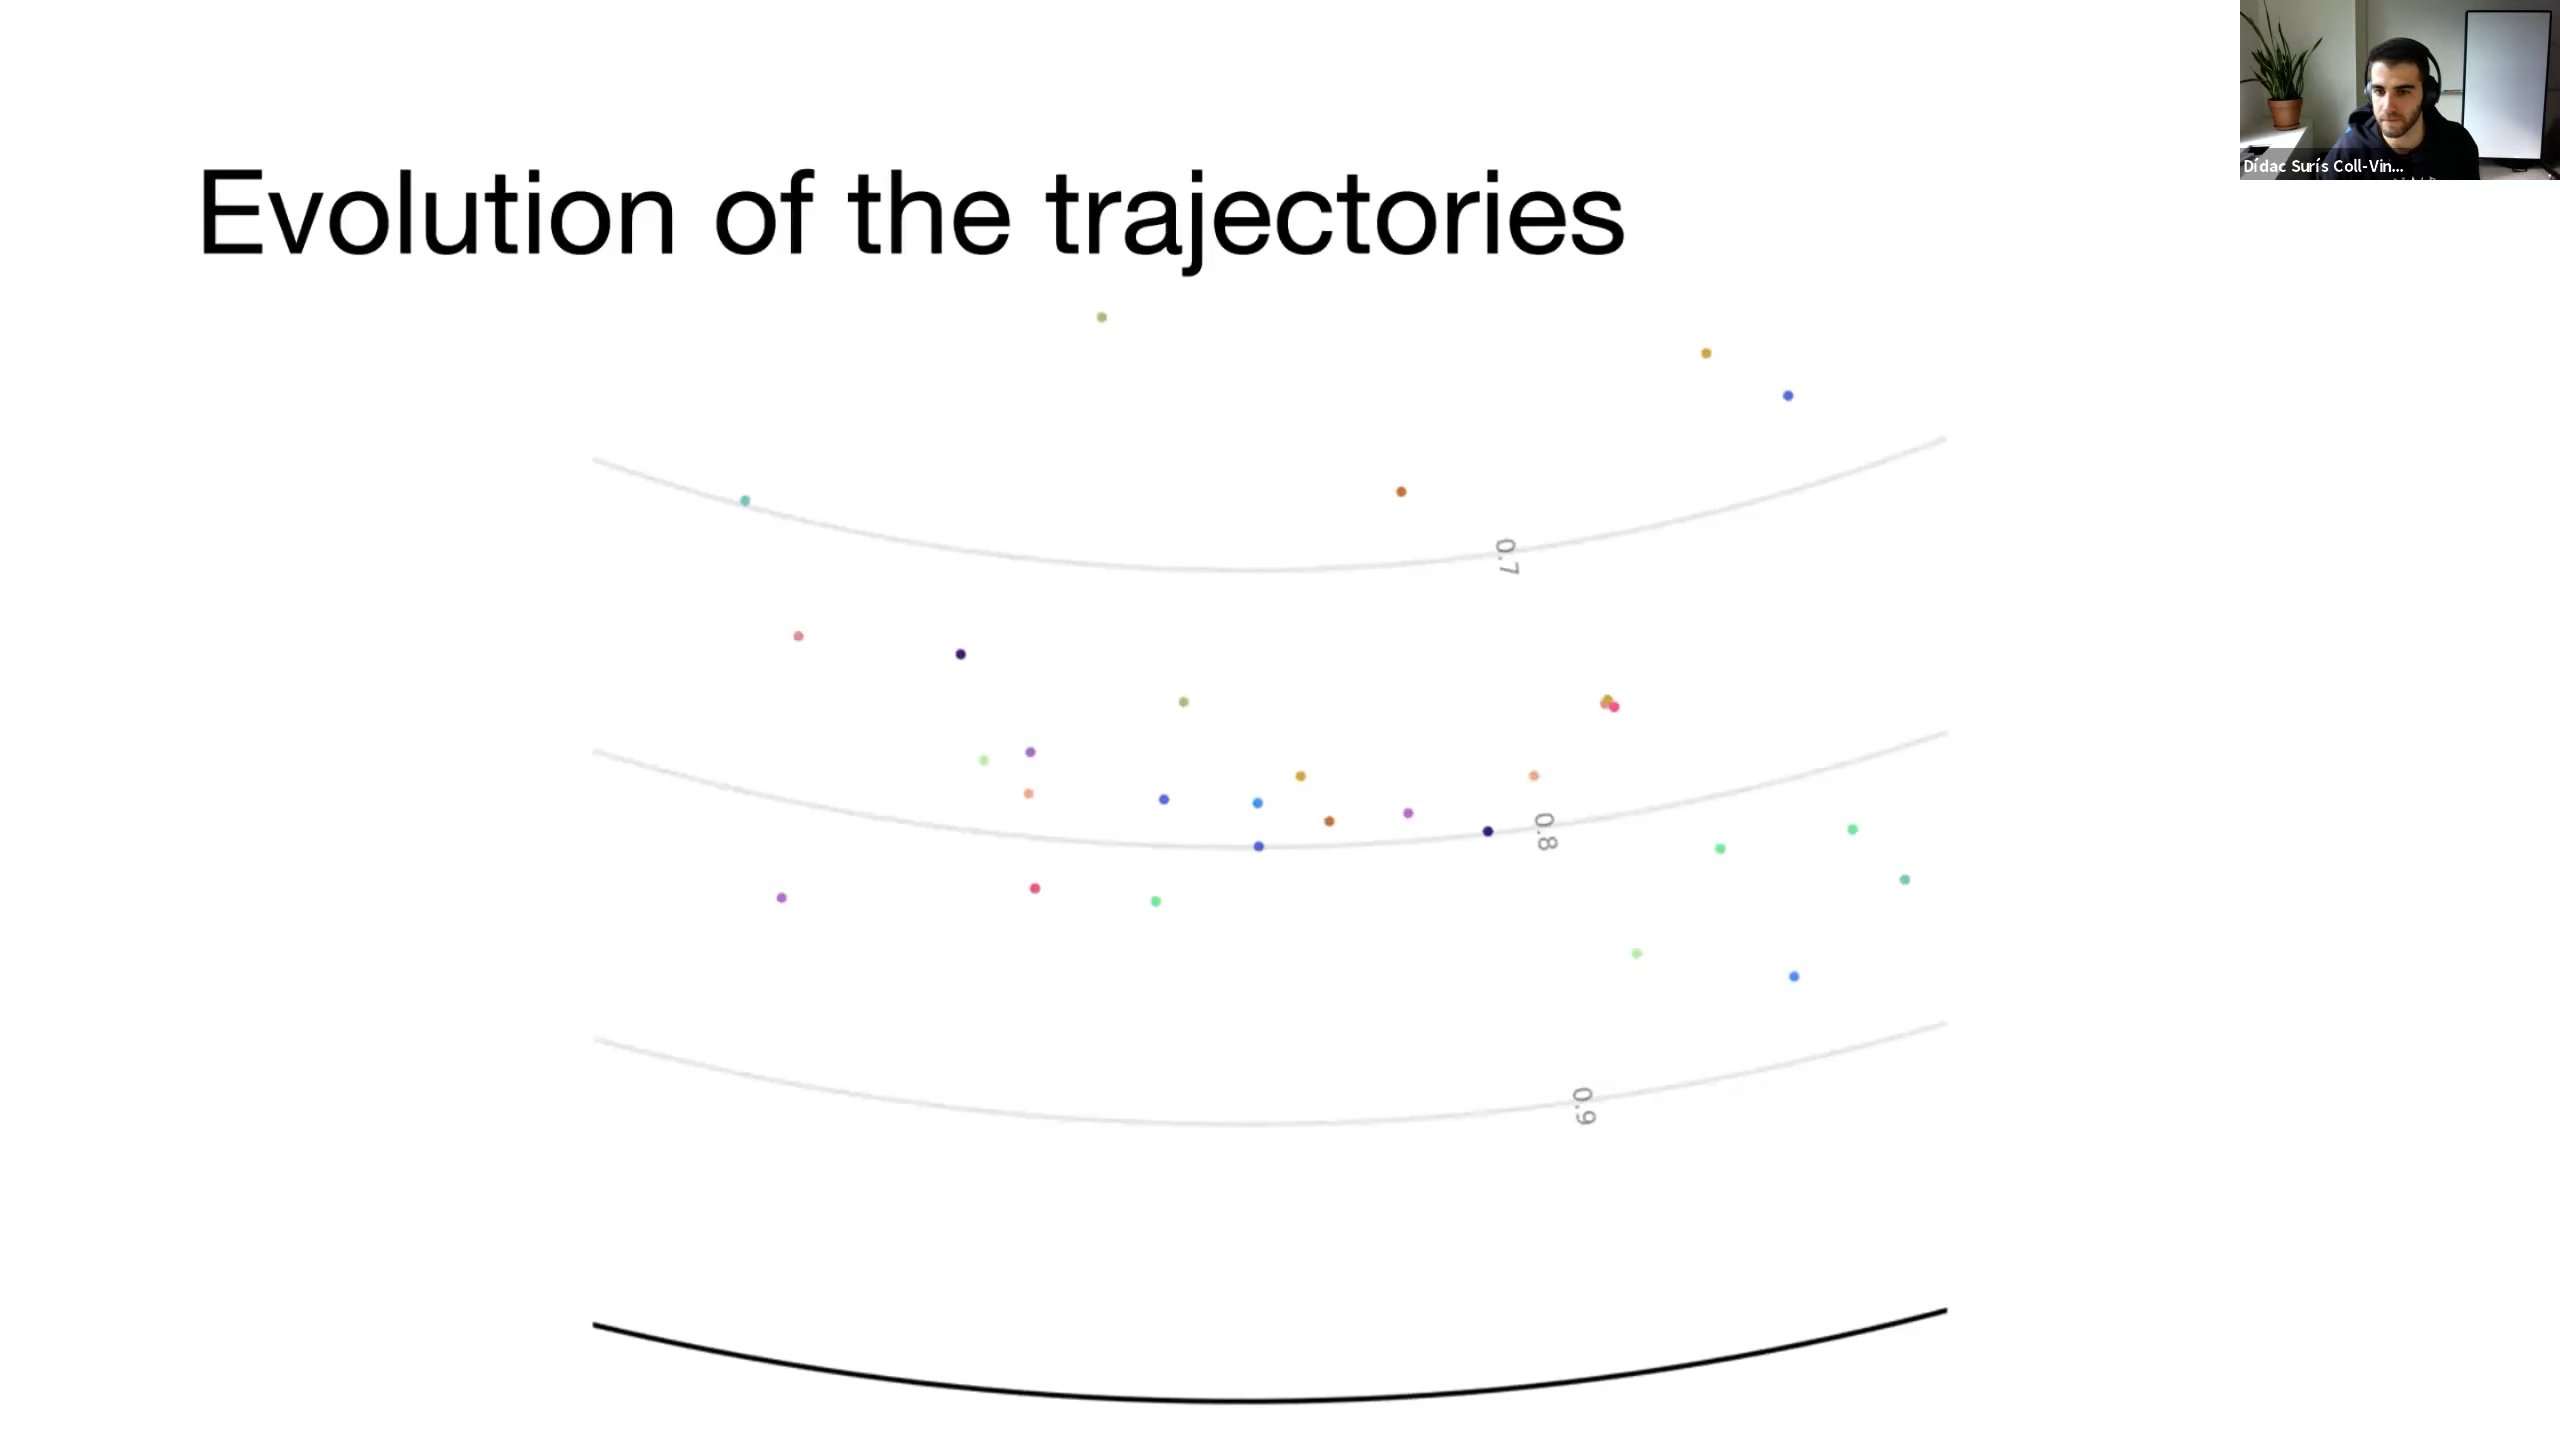 Dídac Surís Coll-Vin...
Evolution of the trajectories
0.7
0.8
0.9